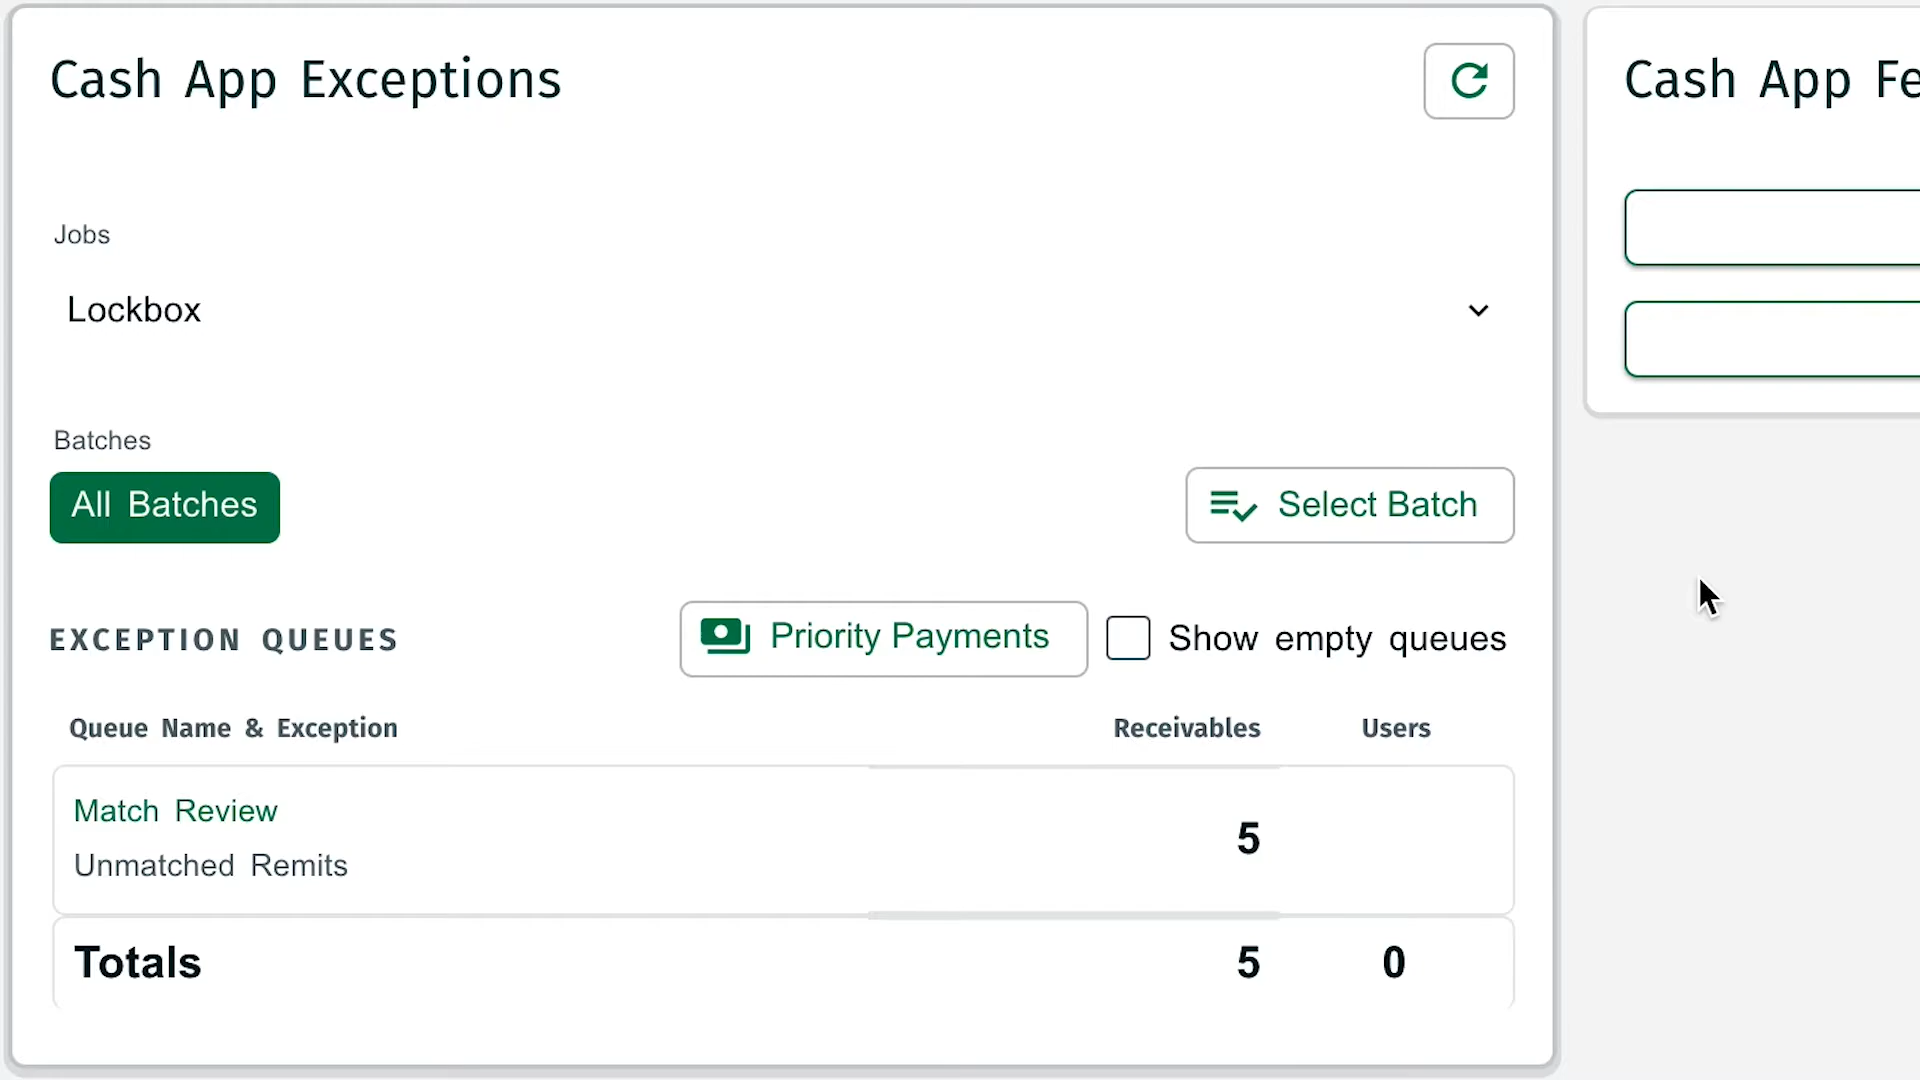 Cash App Exceptions
Cash App Fe
Jobs
Lockbox
Batches
All Batches
Select Batch
EXCEPTION QUEUES
Priority Payments
Show empty queues
Queue Name & Exception Receivables Users
Match Review
Unmatched Remits
5
Totals 5 0